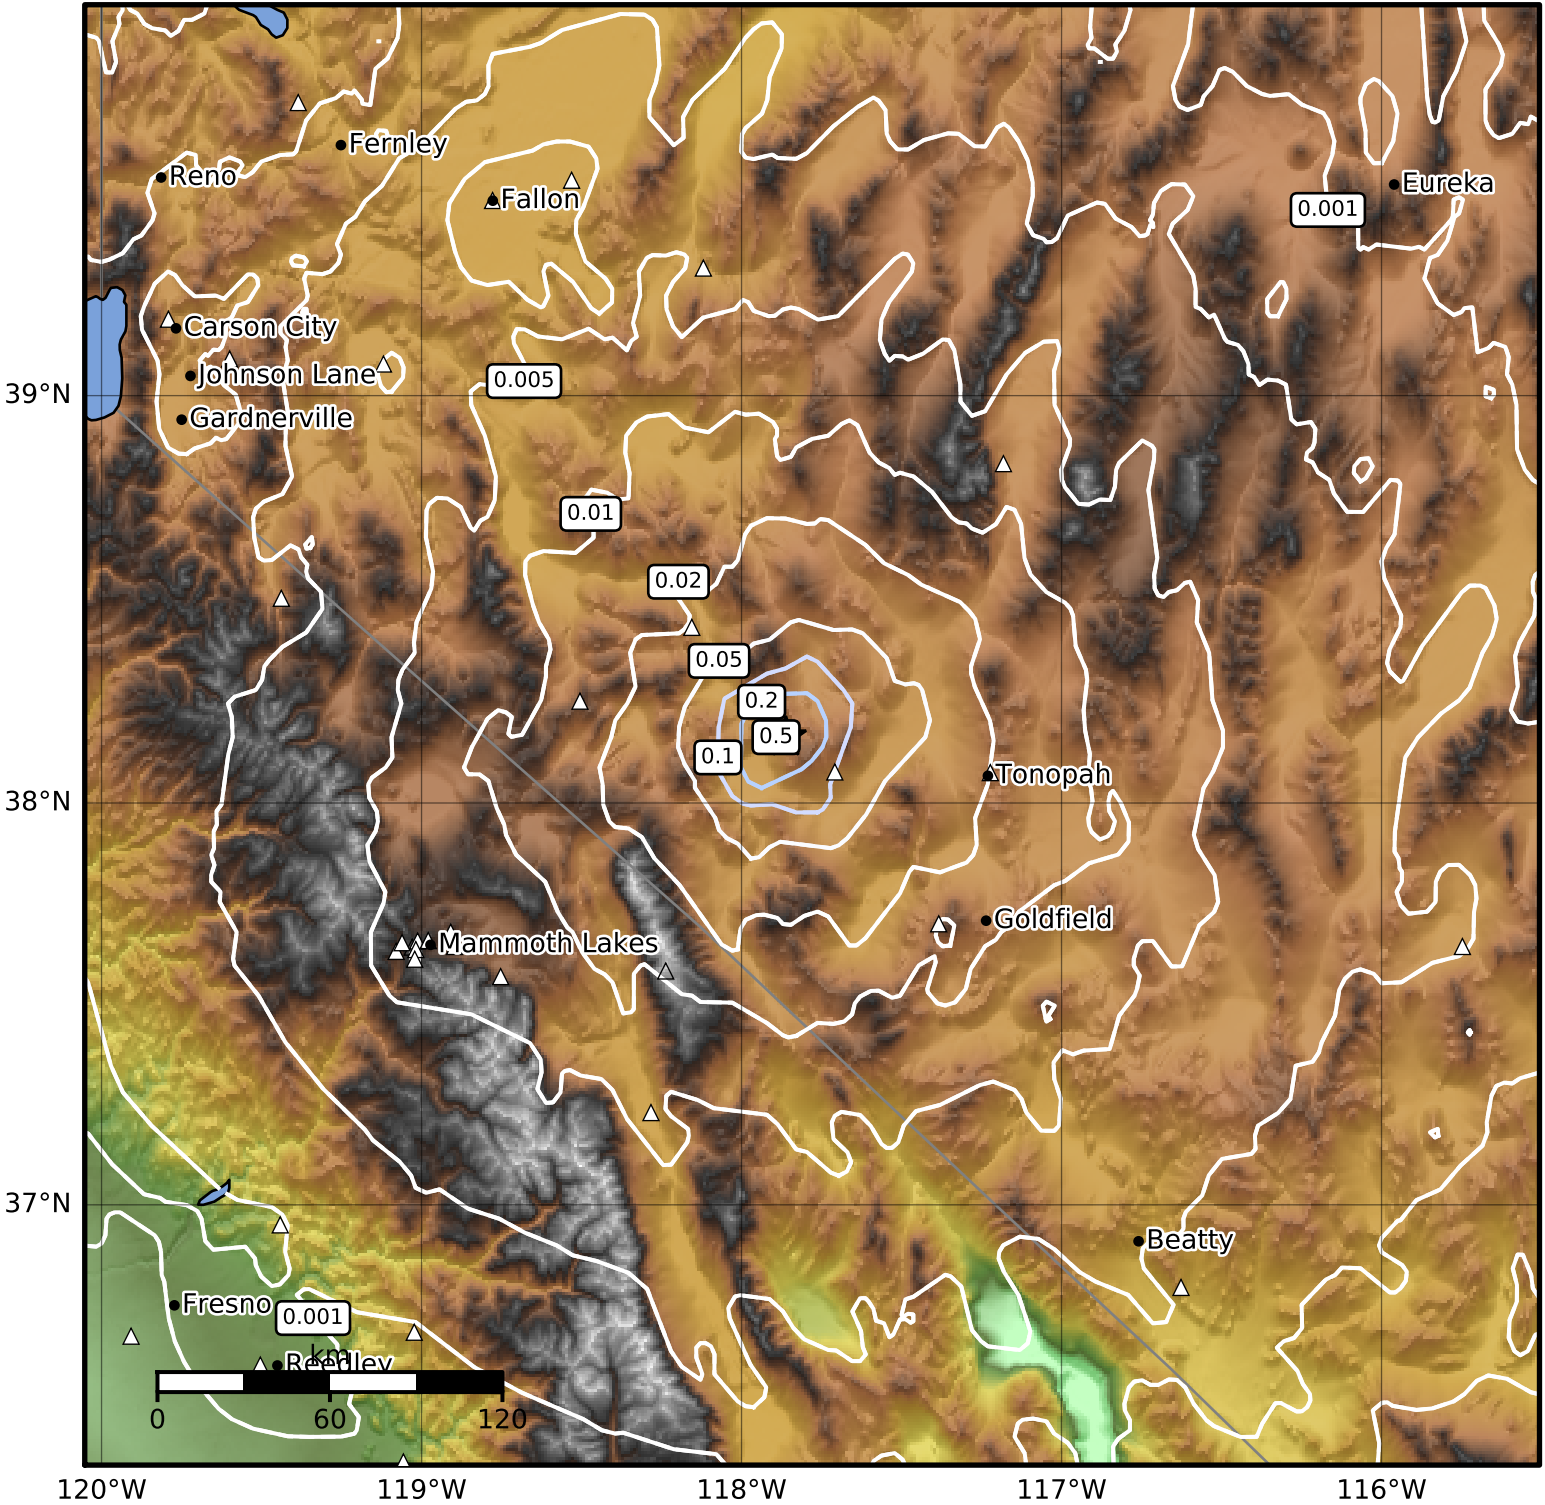 Fernley
Reno
Fallon
Eureka
0.001
Carson City
Johnson Lane
0.005
39°N
Gardnerville
0.01
0.02
0.05
0.2
0.5
0.1
Tonopah
38°N
Goldfield
Mammoth Lakes
37°N
Beatty
Fresno
0.001
km
Reedley
0 60 120
120°W 119°W 118°W 117°W 116°W